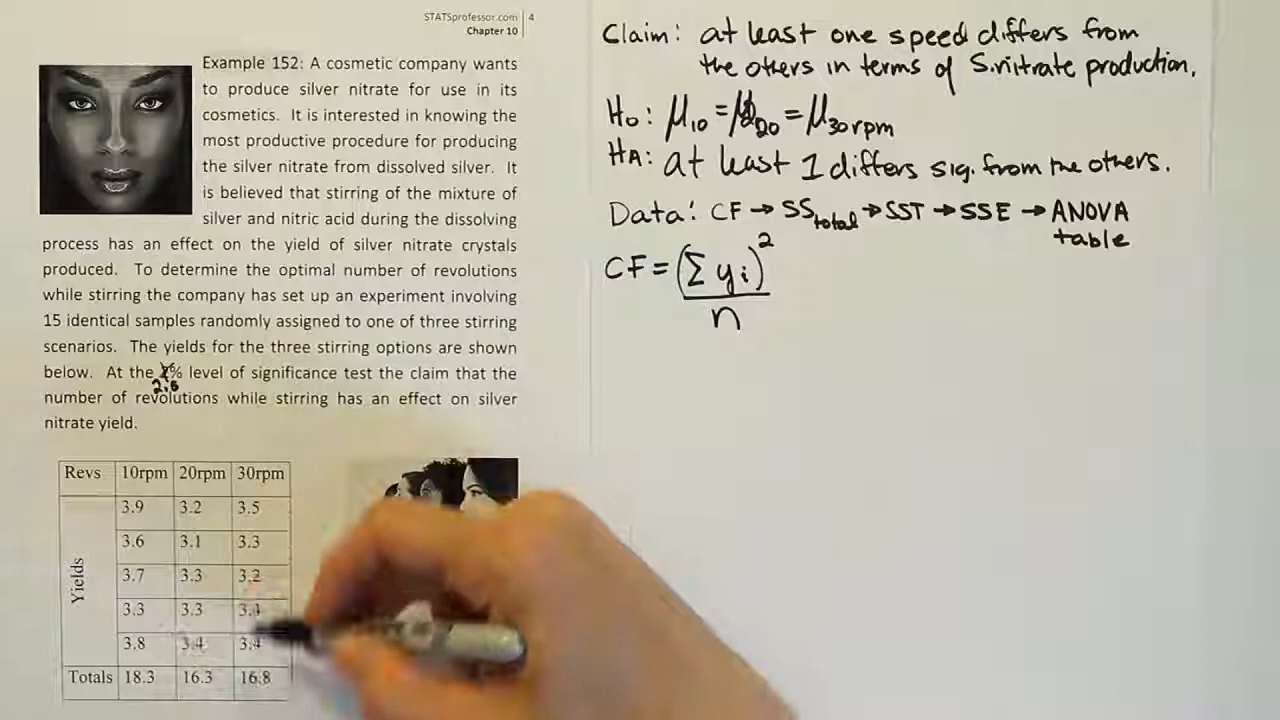 STATSprofessor.com 4
Chapter 10
Example 152: A cosmetic company wants
to produce silver nitrate for use in its
cosmetics. It is interested in knowing the
most productive procedure for producing
the silver nitrate from dissolved silver. It
is believed that stirring of the mixture of
silver and nitric acid during the dissolving
process has an effect on the yield of silver nitrate crystals
produced. To determine the optimal number of revolutions
while stirring the company has set up an experiment involving
15 identical samples randomly assigned to one of three stirring
scenarios. The yields for the three stirring options are shown
below. At the % level of significance test the claim that the
2.5
number of revolutions while stirring has an effect on silver
nitrate yield.
Revs 10rpm 20rpm 30rpm
Yields
3.9 3.2 3.5
3.6 3.1 3.3
3.7 3.3 3.2
3.3 3.3 3.4
3.8 3.4 3.4
Totals 18.3 16.3 16.8
Claim: at least one speed differs from
the others in terms of S.nitrate production.
H0: μ10 = μ20 = μ30rpm
HA: at least 1 differs sig. from the others.
Data: CF → SStotal → SST → SSE → ANOVA
table
CF = (Σ yi)²
n